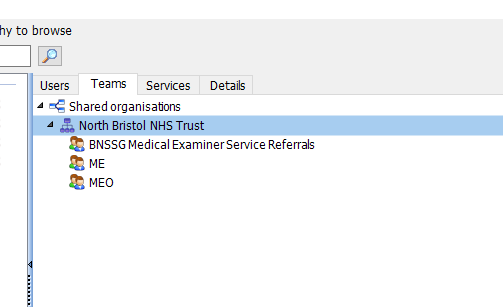 hy to browse
Users Teams Services Details
Shared organisations
North Bristol NHS Trust
BNSSG Medical Examiner Service Referrals
ME
MEO